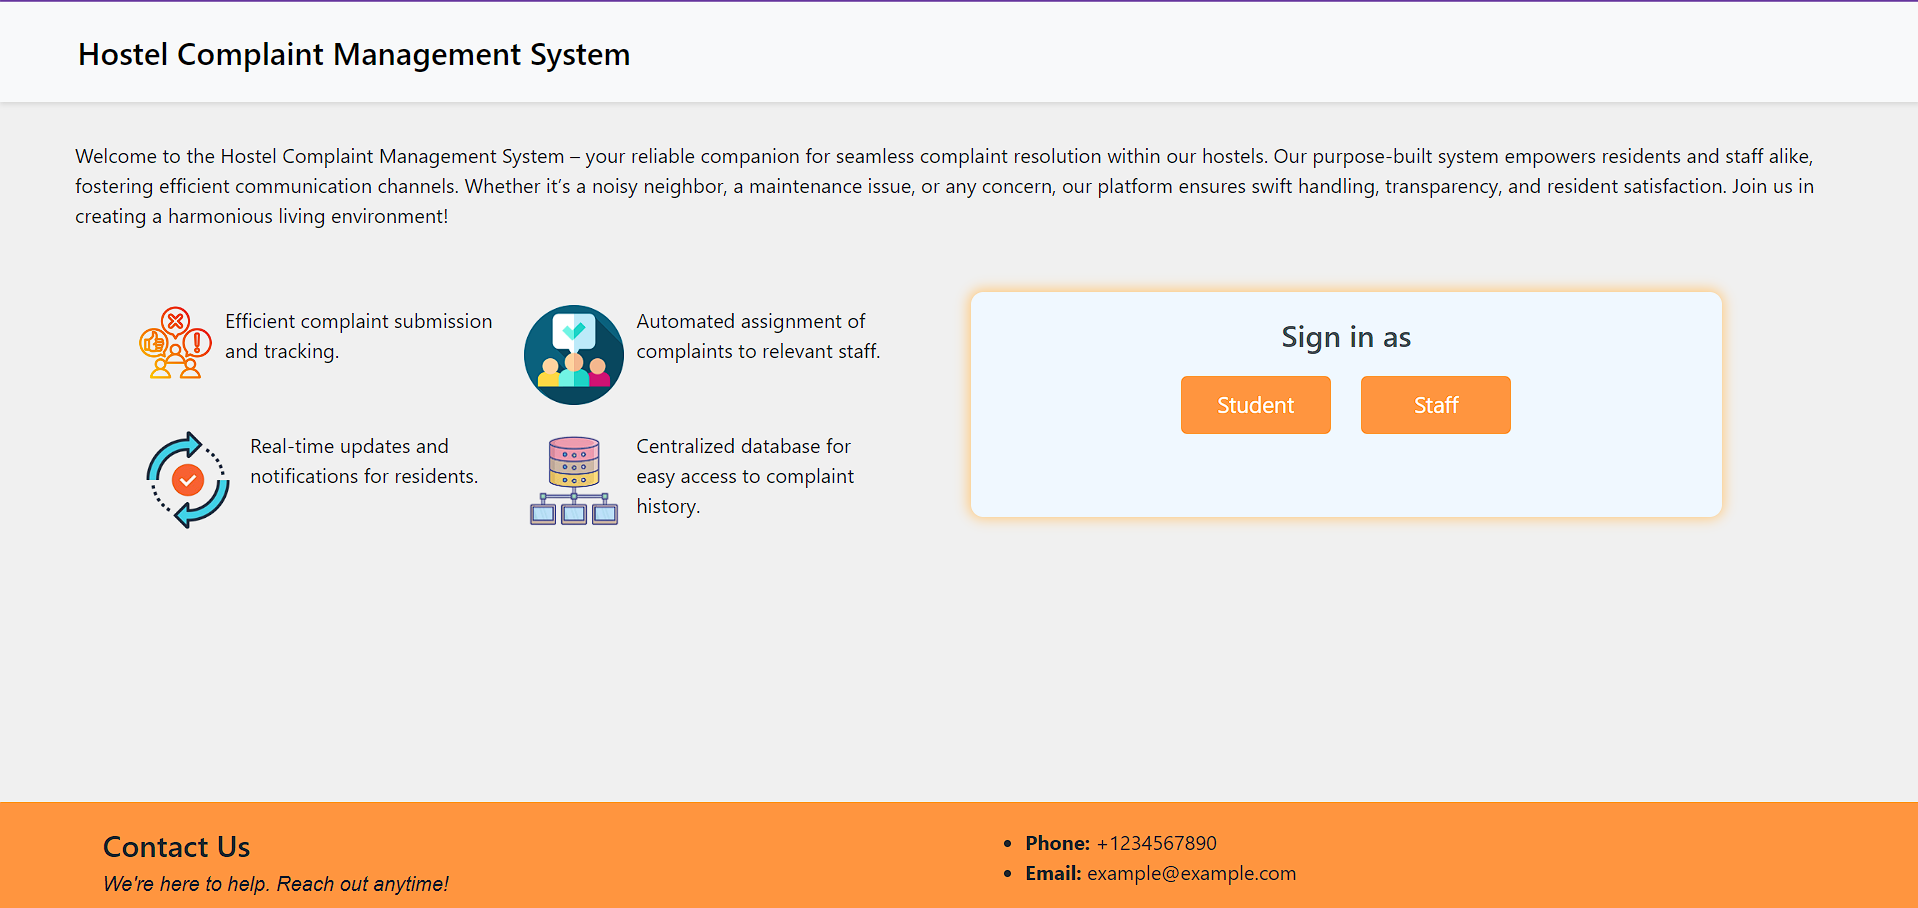 Hostel Complaint Management System
Welcome to the Hostel Complaint Management System – your reliable companion for seamless complaint resolution within our hostels. Our purpose-built system empowers residents and staff alike,
fostering efficient communication channels. Whether it’s a noisy neighbor, a maintenance issue, or any concern, our platform ensures swift handling, transparency, and resident satisfaction. Join us in
creating a harmonious living environment!
Efficient complaint submission
and tracking.
Automated assignment of
complaints to relevant staff.
Real-time updates and
notifications for residents.
Centralized database for
easy access to complaint
history.
Sign in as
Student
Staff
Contact Us
We're here to help. Reach out anytime!
• Phone: +1234567890
• Email: example@example.com